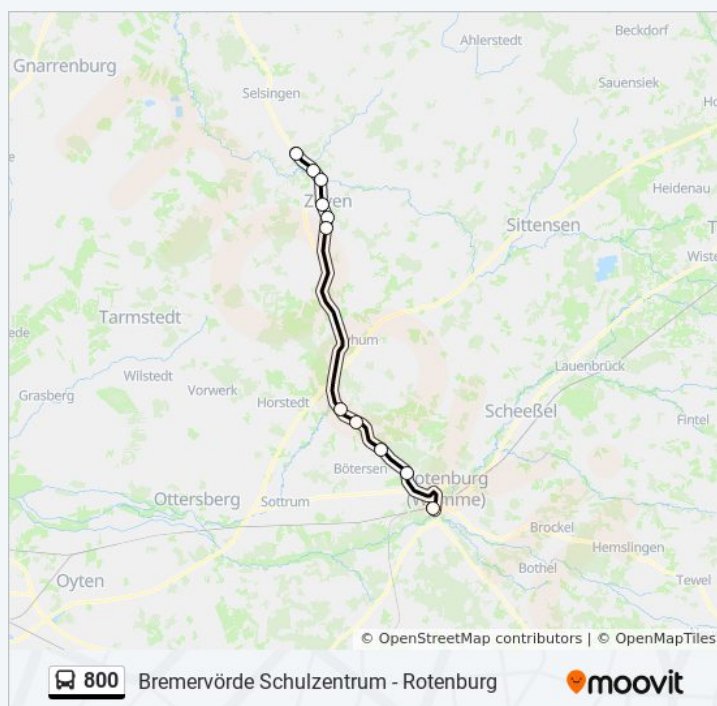 Beckdorf
Ahlerstedt
Gnarrenburg
Sauensiek
Selsingen
Heidenau
Sittensen
Tarmstedt
Lauenbrück
Wilstedt
Vorwerk
Grasberg
Horstedt
Scheeßel
Fintel
Bötersen
Ottersberg
Sottrum
Brockel
Hemslingen
Bothel
Oyten
Tewel
© OpenStreetMap contributors | © OpenMapTiles
800 Bremervörde Schulzentrum - Rotenburg
moovit